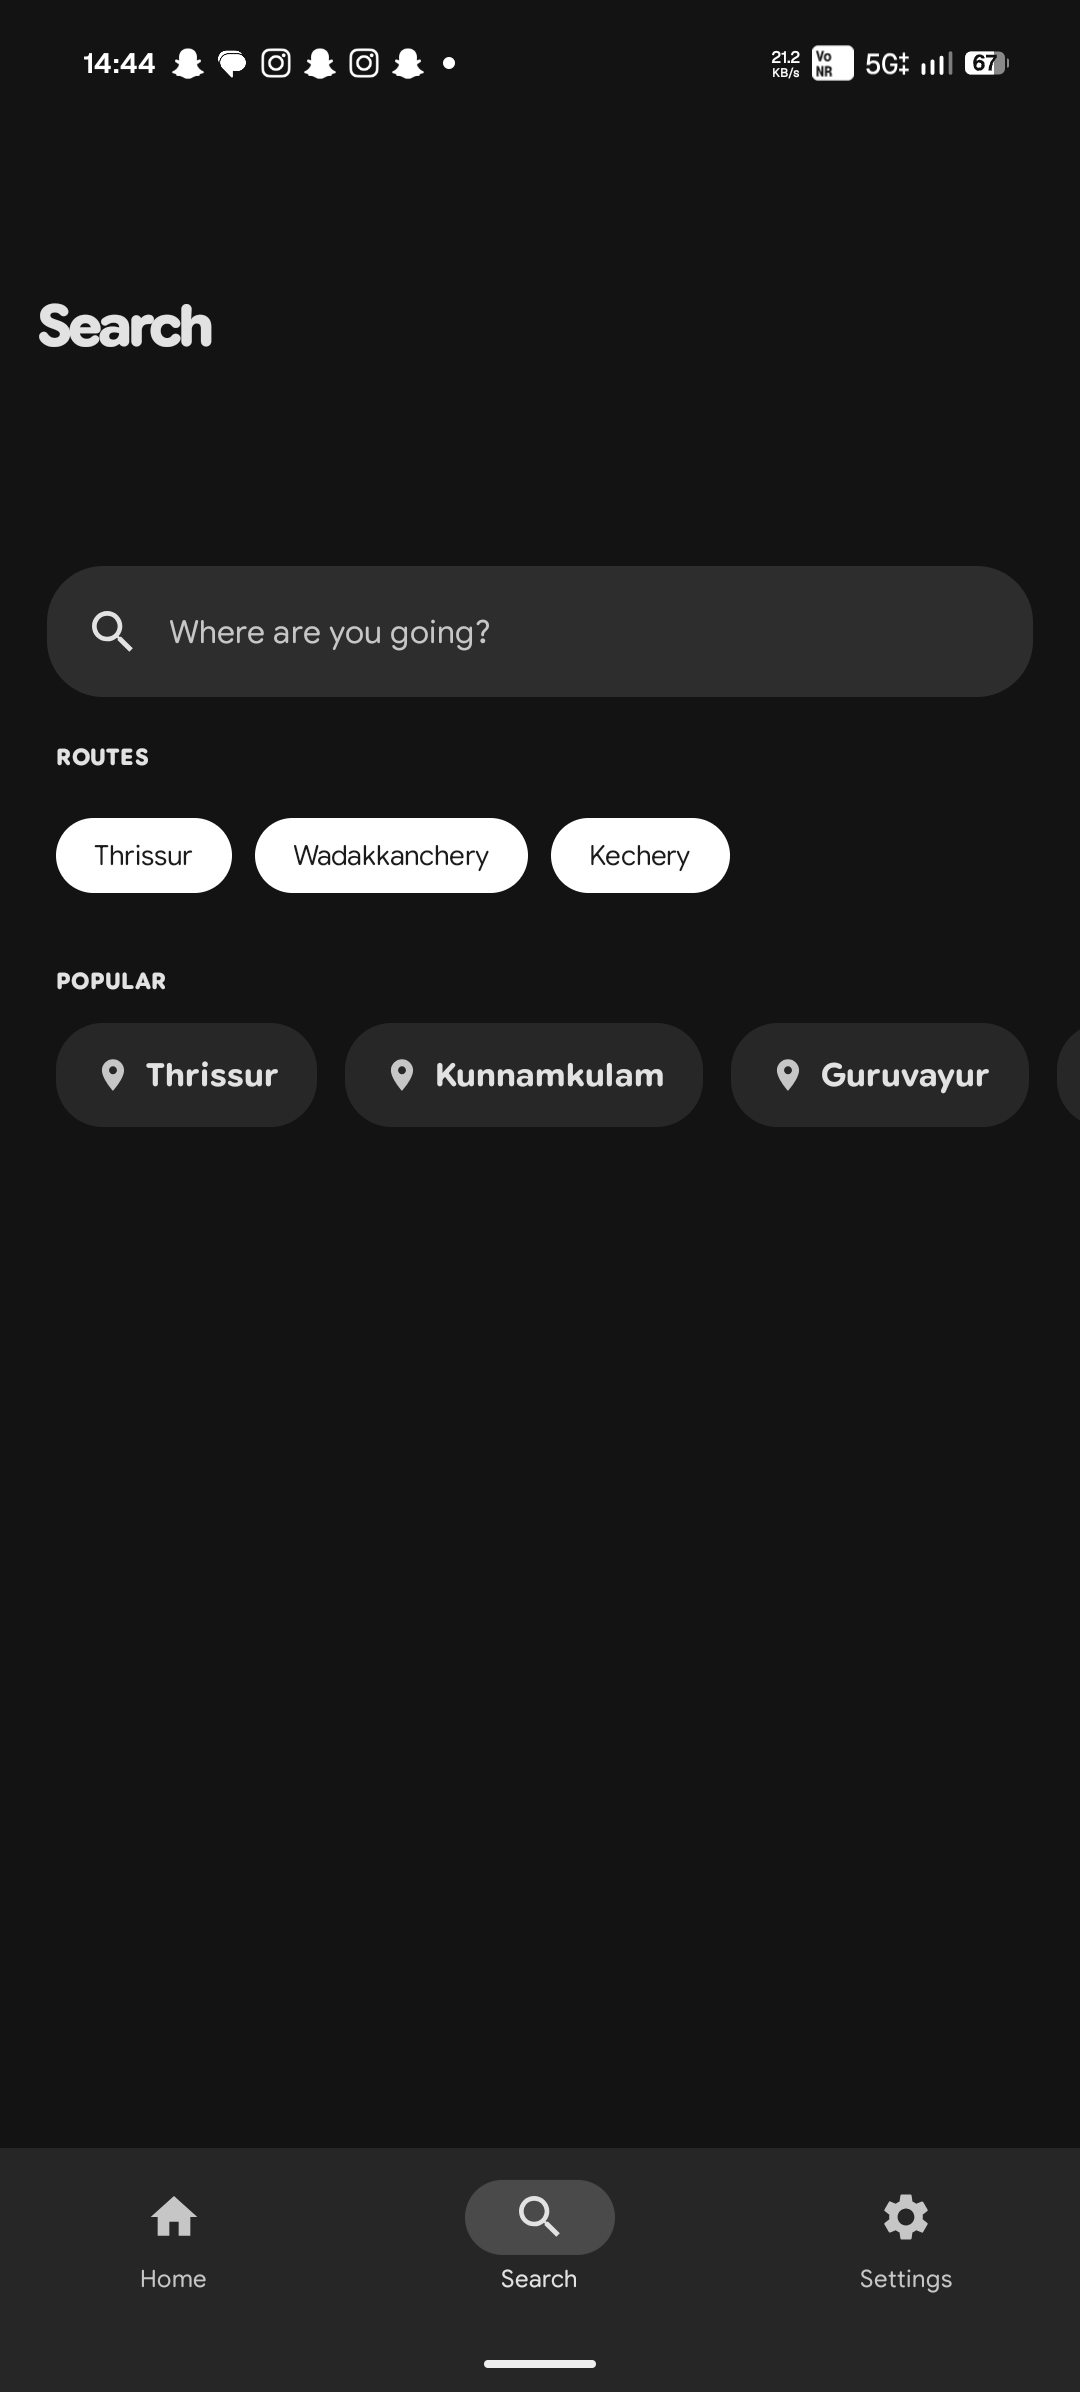 14:44 21.2 KB/s Vo NR 5G‡ 67
Search
Where are you going?
ROUTES
Thrissur Wadakkanchery Kechery
POPULAR
Thrissur Kunnamkulam Guruvayur
Home Search Settings